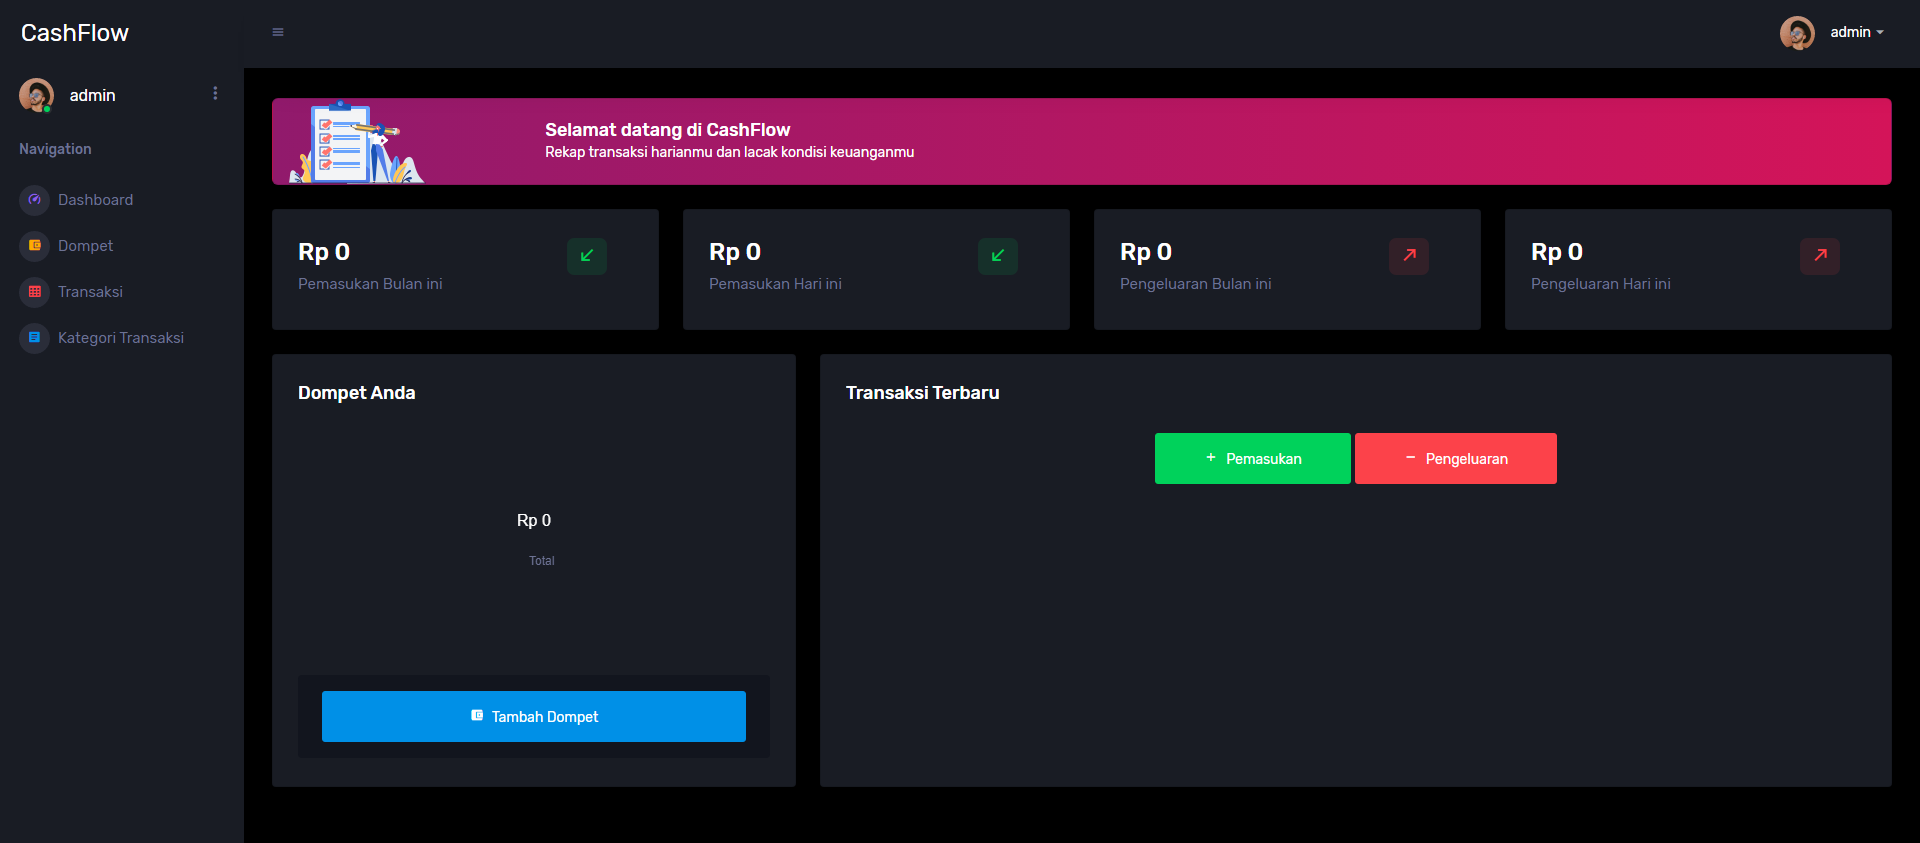 CashFlow
admin
admin
Navigation
Dashboard
Dompet
Transaksi
Kategori Transaksi
Selamat datang di CashFlow
Rekap transaksi harianmu dan lacak kondisi keuanganmu
Rp 0
Pemasukan Bulan ini
Rp 0
Pemasukan Hari ini
Rp 0
Pengeluaran Bulan ini
Rp 0
Pengeluaran Hari ini
Dompet Anda
Rp 0
Total
Tambah Dompet
Transaksi Terbaru
+ Pemasukan
− Pengeluaran